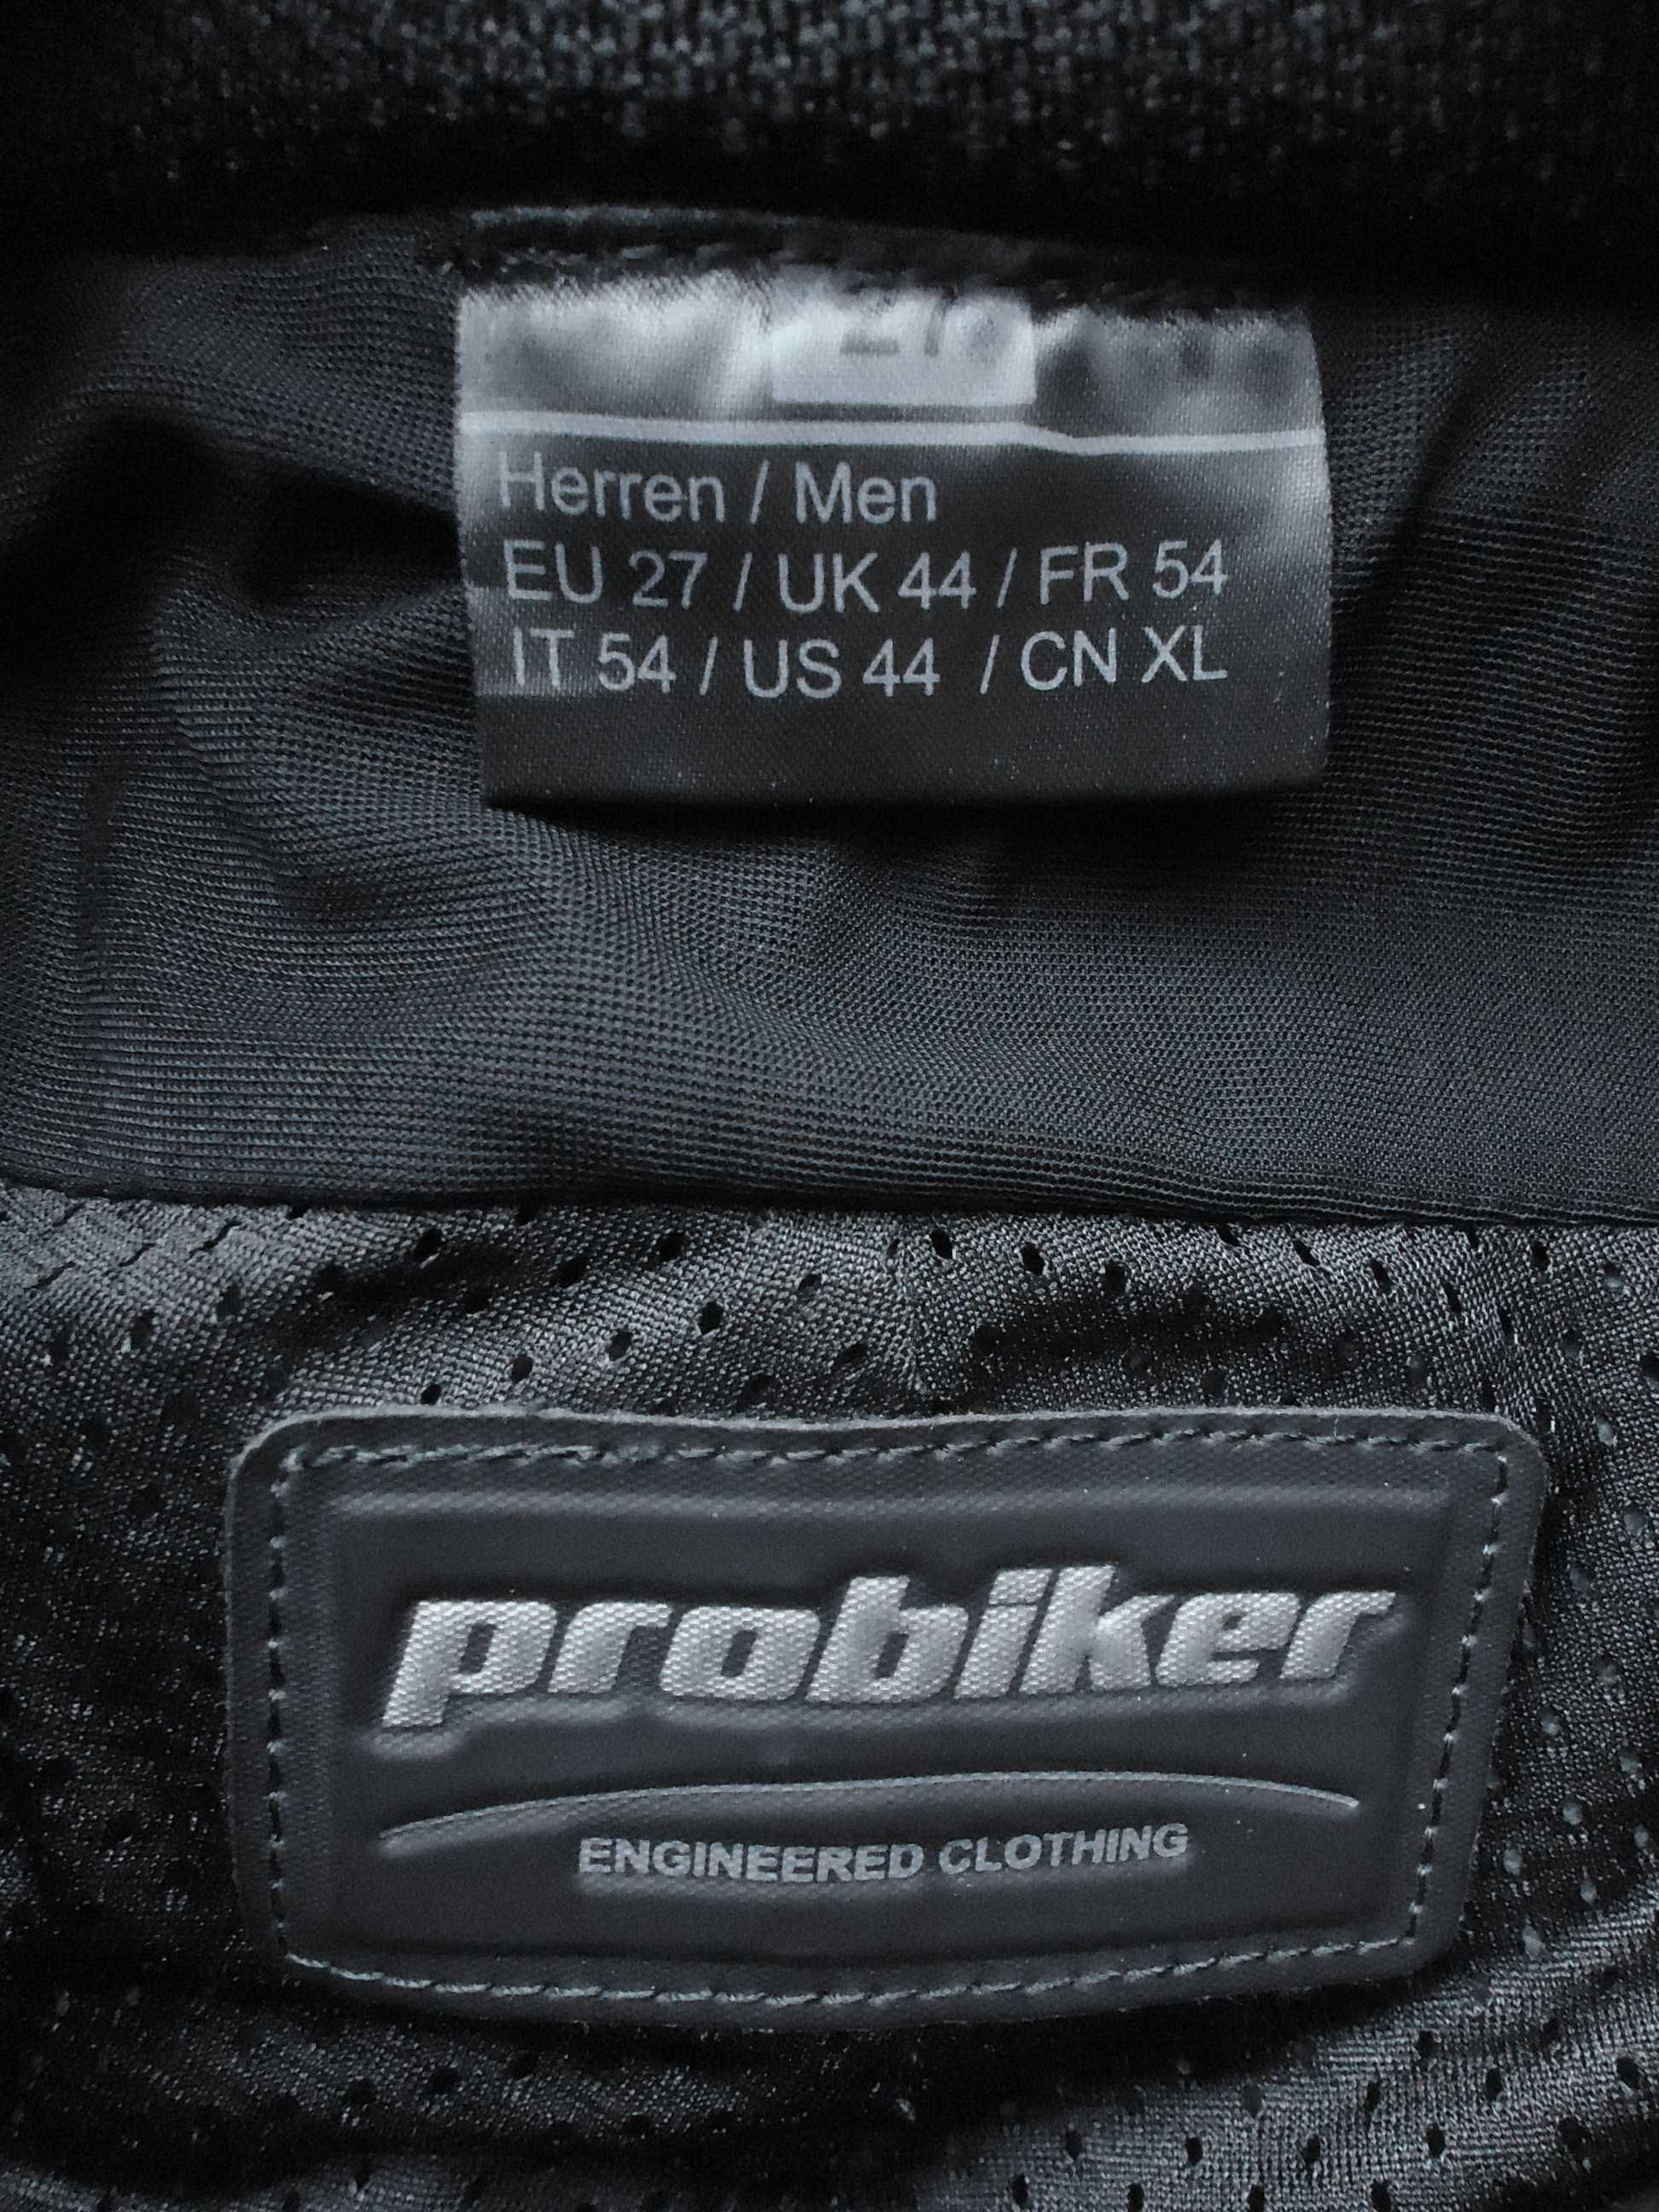 Herren / Men
EU 27 / UK 44 / FR 54
IT 54 / US 44 / CN XL
probiker
ENGINEERED CLOTHING